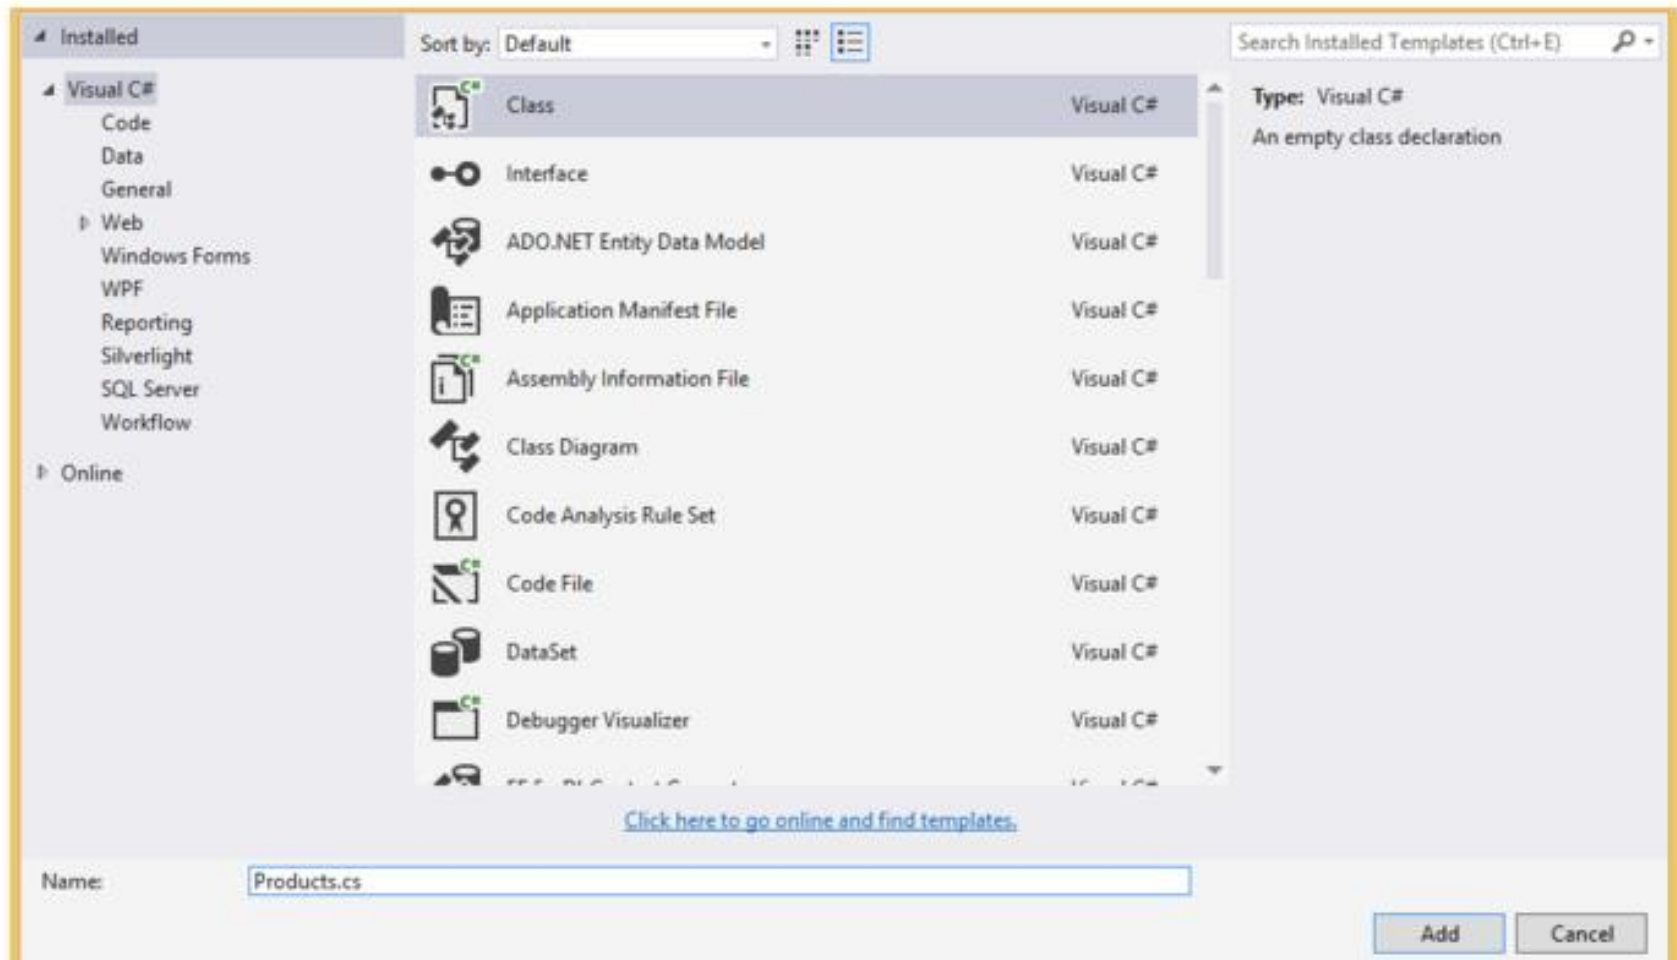 Installed
Sort by: Default
Search Installed Templates (Ctrl+E)
Visual C#
Code
Data
General
Web
Windows Forms
WPF
Reporting
Silverlight
SQL Server
Workflow
Online
Class Visual C#
Interface Visual C#
ADO.NET Entity Data Model Visual C#
Application Manifest File Visual C#
Assembly Information File Visual C#
Class Diagram Visual C#
Code Analysis Rule Set Visual C#
Code File Visual C#
DataSet Visual C#
Debugger Visualizer Visual C#
Type: Visual C#
An empty class declaration
Click here to go online and find templates.
Name: Products.cs
Add Cancel